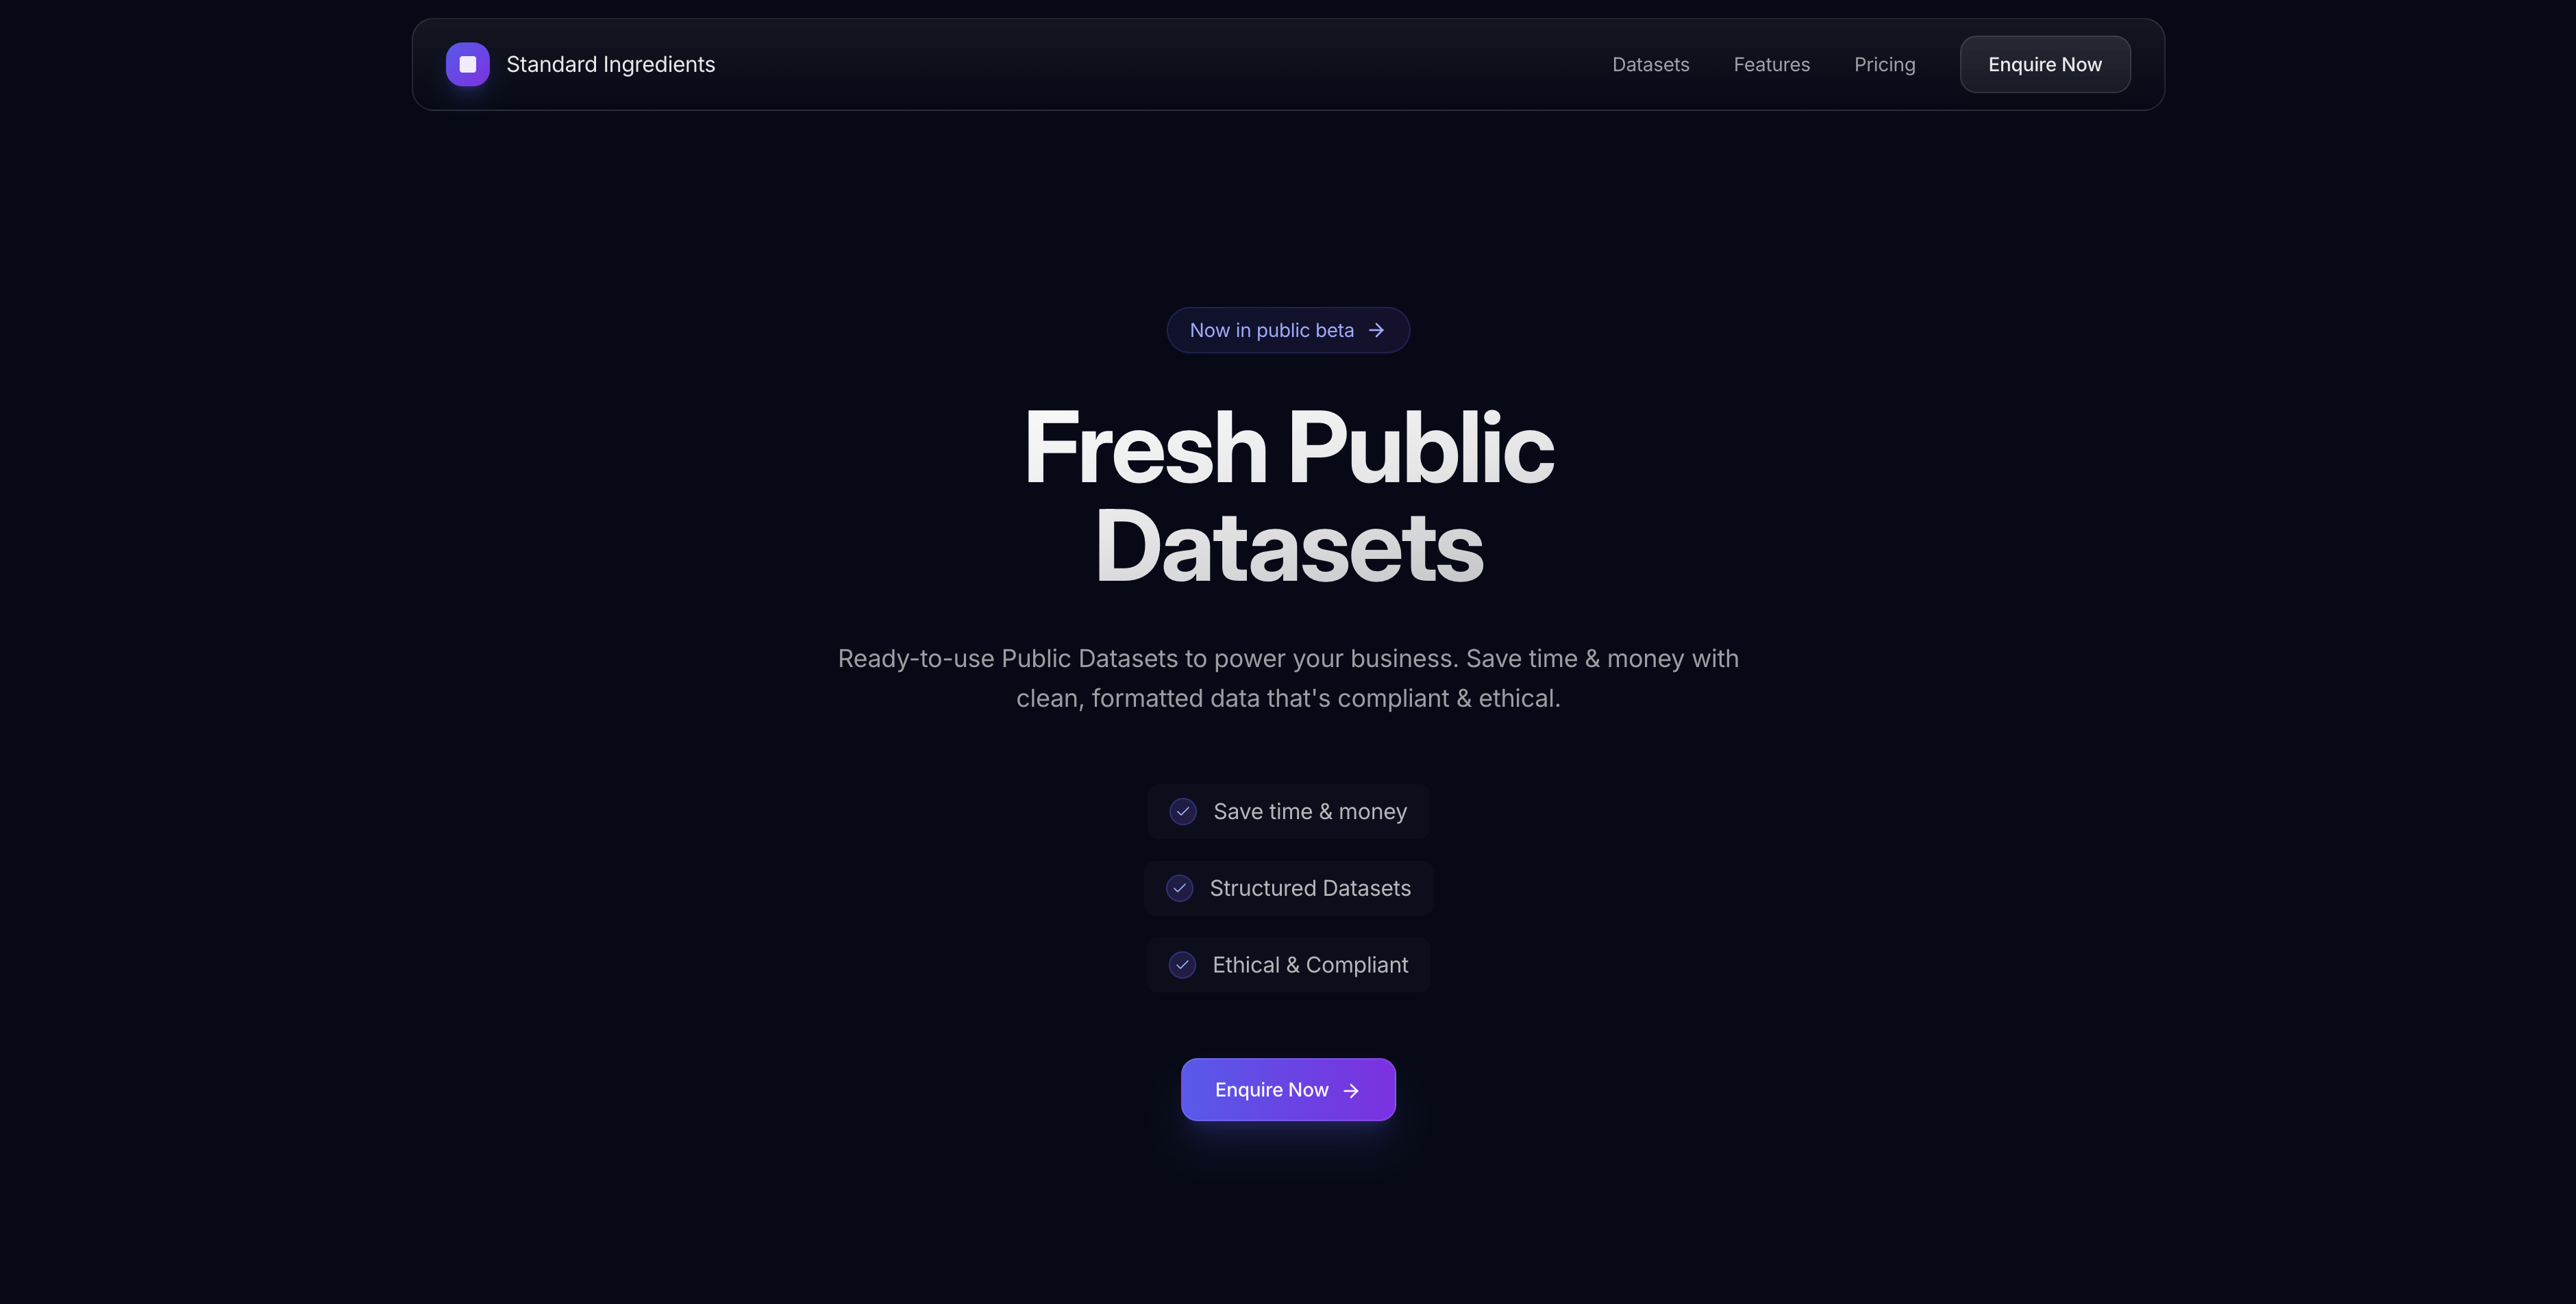 Standard Ingredients
Datasets
Features
Pricing
Enquire Now
Now in public beta →
Fresh Public
Datasets
Ready-to-use Public Datasets to power your business. Save time & money with
clean, formatted data that's compliant & ethical.
Save time & money
Structured Datasets
Ethical & Compliant
Enquire Now →